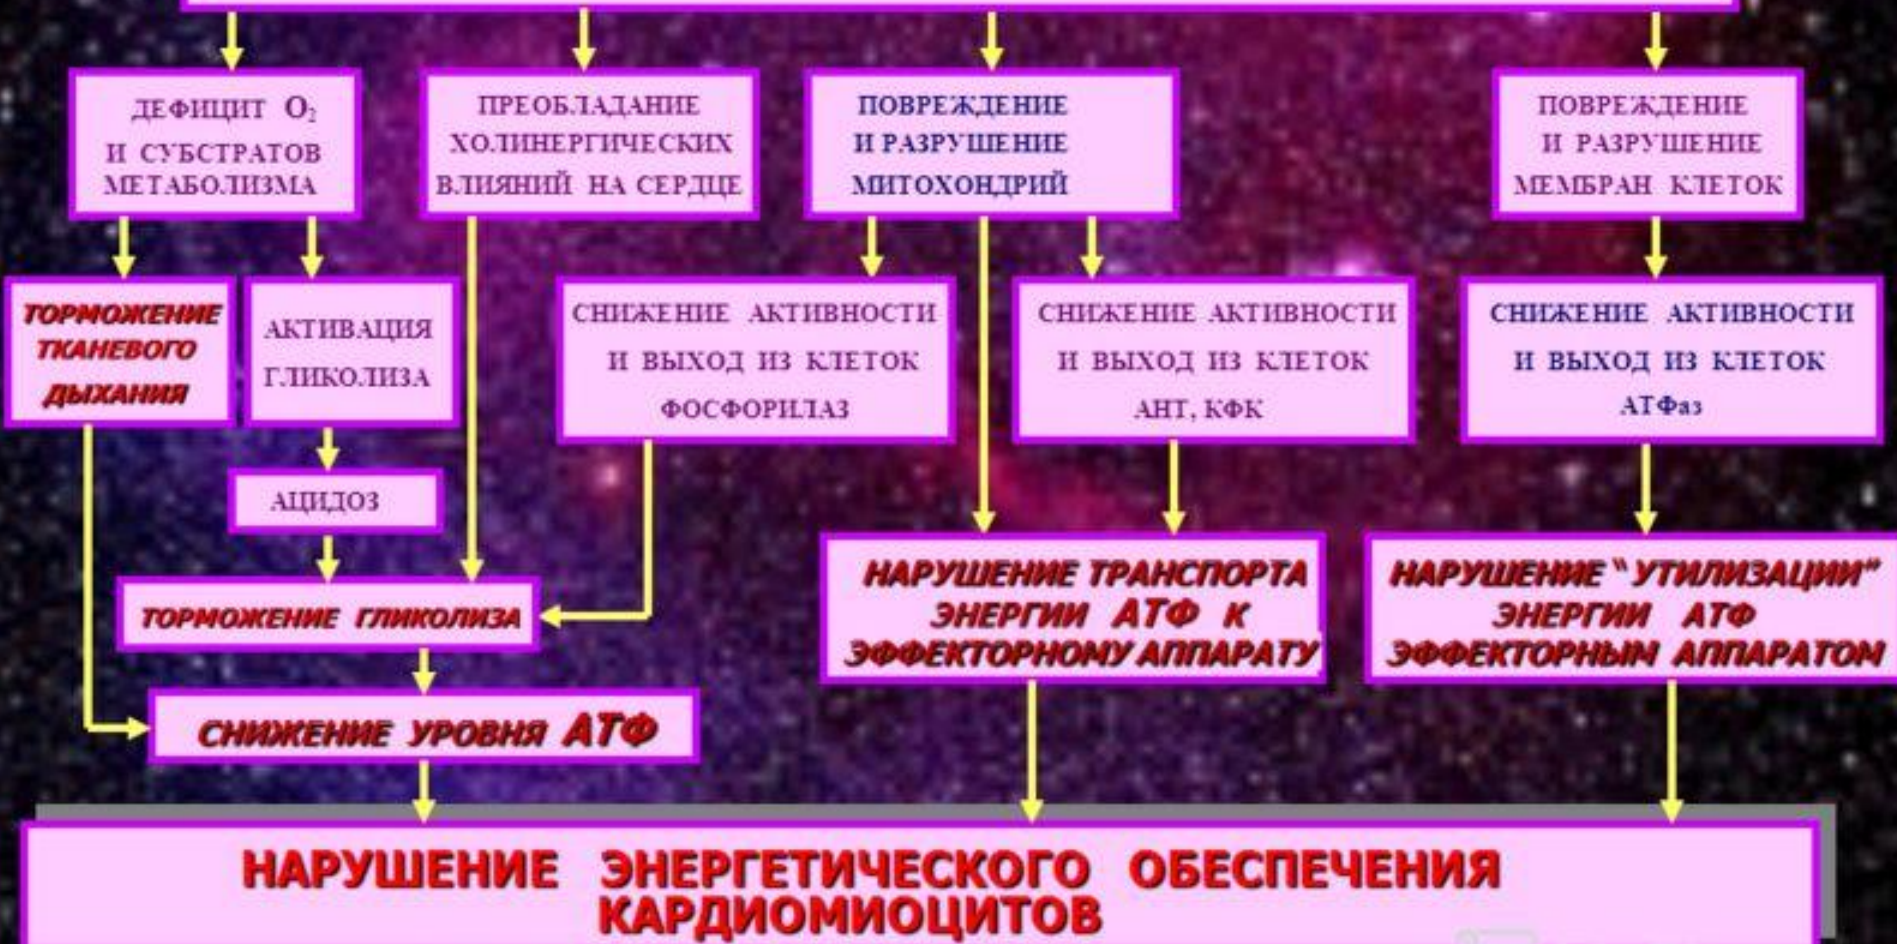 ДЕФИЦИТ О₂
И СУБСТРАТОВ
МЕТАБОЛИЗМА
ПРЕОБЛАДАНИЕ
ХОЛИНЕРГИЧЕСКИХ
ВЛИЯНИЙ НА СЕРДЦЕ
ПОВРЕЖДЕНИЕ
И РАЗРУШЕНИЕ
МИТОХОНДРИЙ
ПОВРЕЖДЕНИЕ
И РАЗРУШЕНИЕ
МЕМБРАН КЛЕТОК
ТОРМОЖЕНИЕ
ТКАНЕВОГО
ДЫХАНИЯ
АКТИВАЦИЯ
ГЛИКОЛИЗА
СНИЖЕНИЕ АКТИВНОСТИ
И ВЫХОД ИЗ КЛЕТОК
ФОСФОРИЛАЗ
СНИЖЕНИЕ АКТИВНОСТИ
И ВЫХОД ИЗ КЛЕТОК
АНТ, КФК
СНИЖЕНИЕ АКТИВНОСТИ
И ВЫХОД ИЗ КЛЕТОК
АТФаз
АЦИДОЗ
ТОРМОЖЕНИЕ ГЛИКОЛИЗА
НАРУШЕНИЕ ТРАНСПОРТА
ЭНЕРГИИ АТФ К
ЭФФЕКТОРНОМУ АППАРАТУ
НАРУШЕНИЕ “УТИЛИЗАЦИИ”
ЭНЕРГИИ АТФ
ЭФФЕКТОРНЫМ АППАРАТОМ
СНИЖЕНИЕ УРОВНЯ АТФ
НАРУШЕНИЕ ЭНЕРГЕТИЧЕСКОГО ОБЕСПЕЧЕНИЯ
КАРДИОМИОЦИТОВ